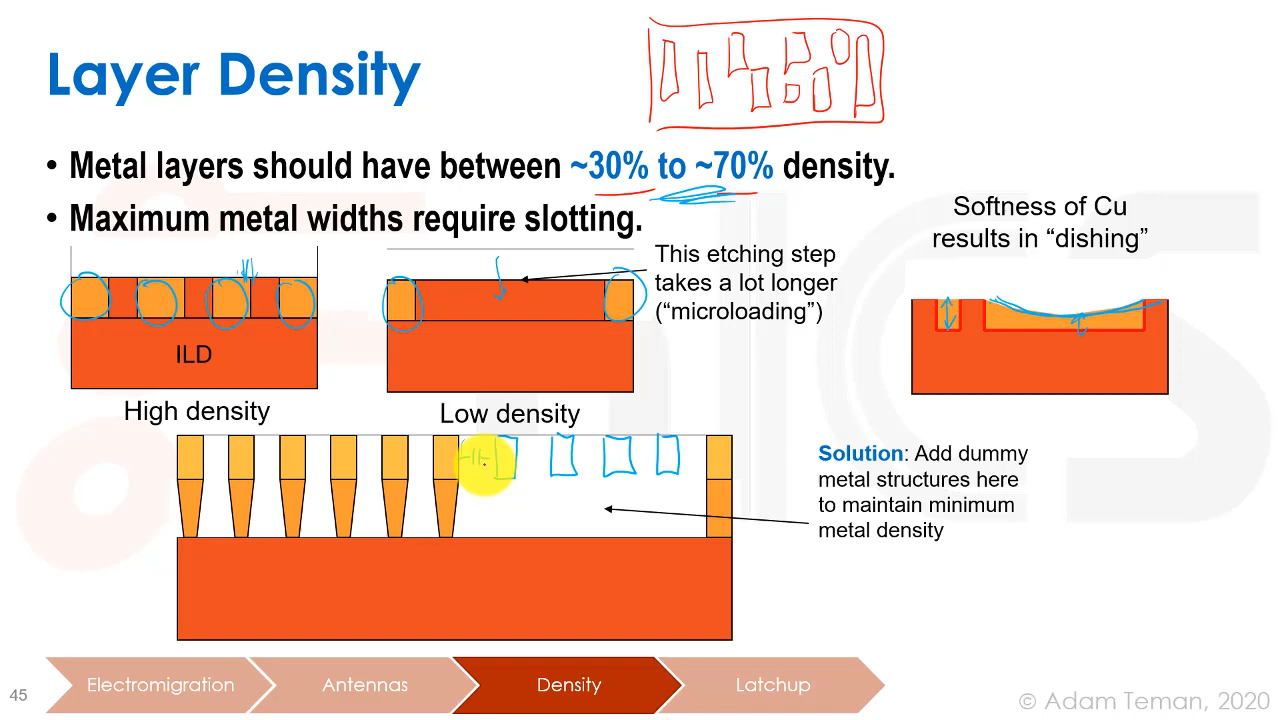 Layer Density
• Metal layers should have between ~30% to ~70% density.
• Maximum metal widths require slotting.
Softness of Cu
results in “dishing”
This etching step
takes a lot longer
(“microloading”)
ILD
High density
Low density
Solution: Add dummy
metal structures here
to maintain minimum
metal density
Electromigration
Antennas
Density
Latchup
45
© Adam Teman, 2020